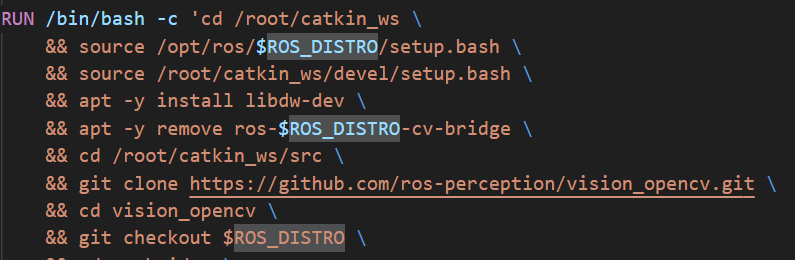 RUN /bin/bash -c 'cd /root/catkin_ws \
&& source /opt/ros/$ROS_DISTRO/setup.bash \
&& source /root/catkin_ws/devel/setup.bash \
&& apt -y install libdw-dev \
&& apt -y remove ros-$ROS_DISTRO-cv-bridge \
&& cd /root/catkin_ws/src \
&& git clone https://github.com/ros-perception/vision_opencv.git \
&& cd vision_opencv \
&& git checkout $ROS_DISTRO \